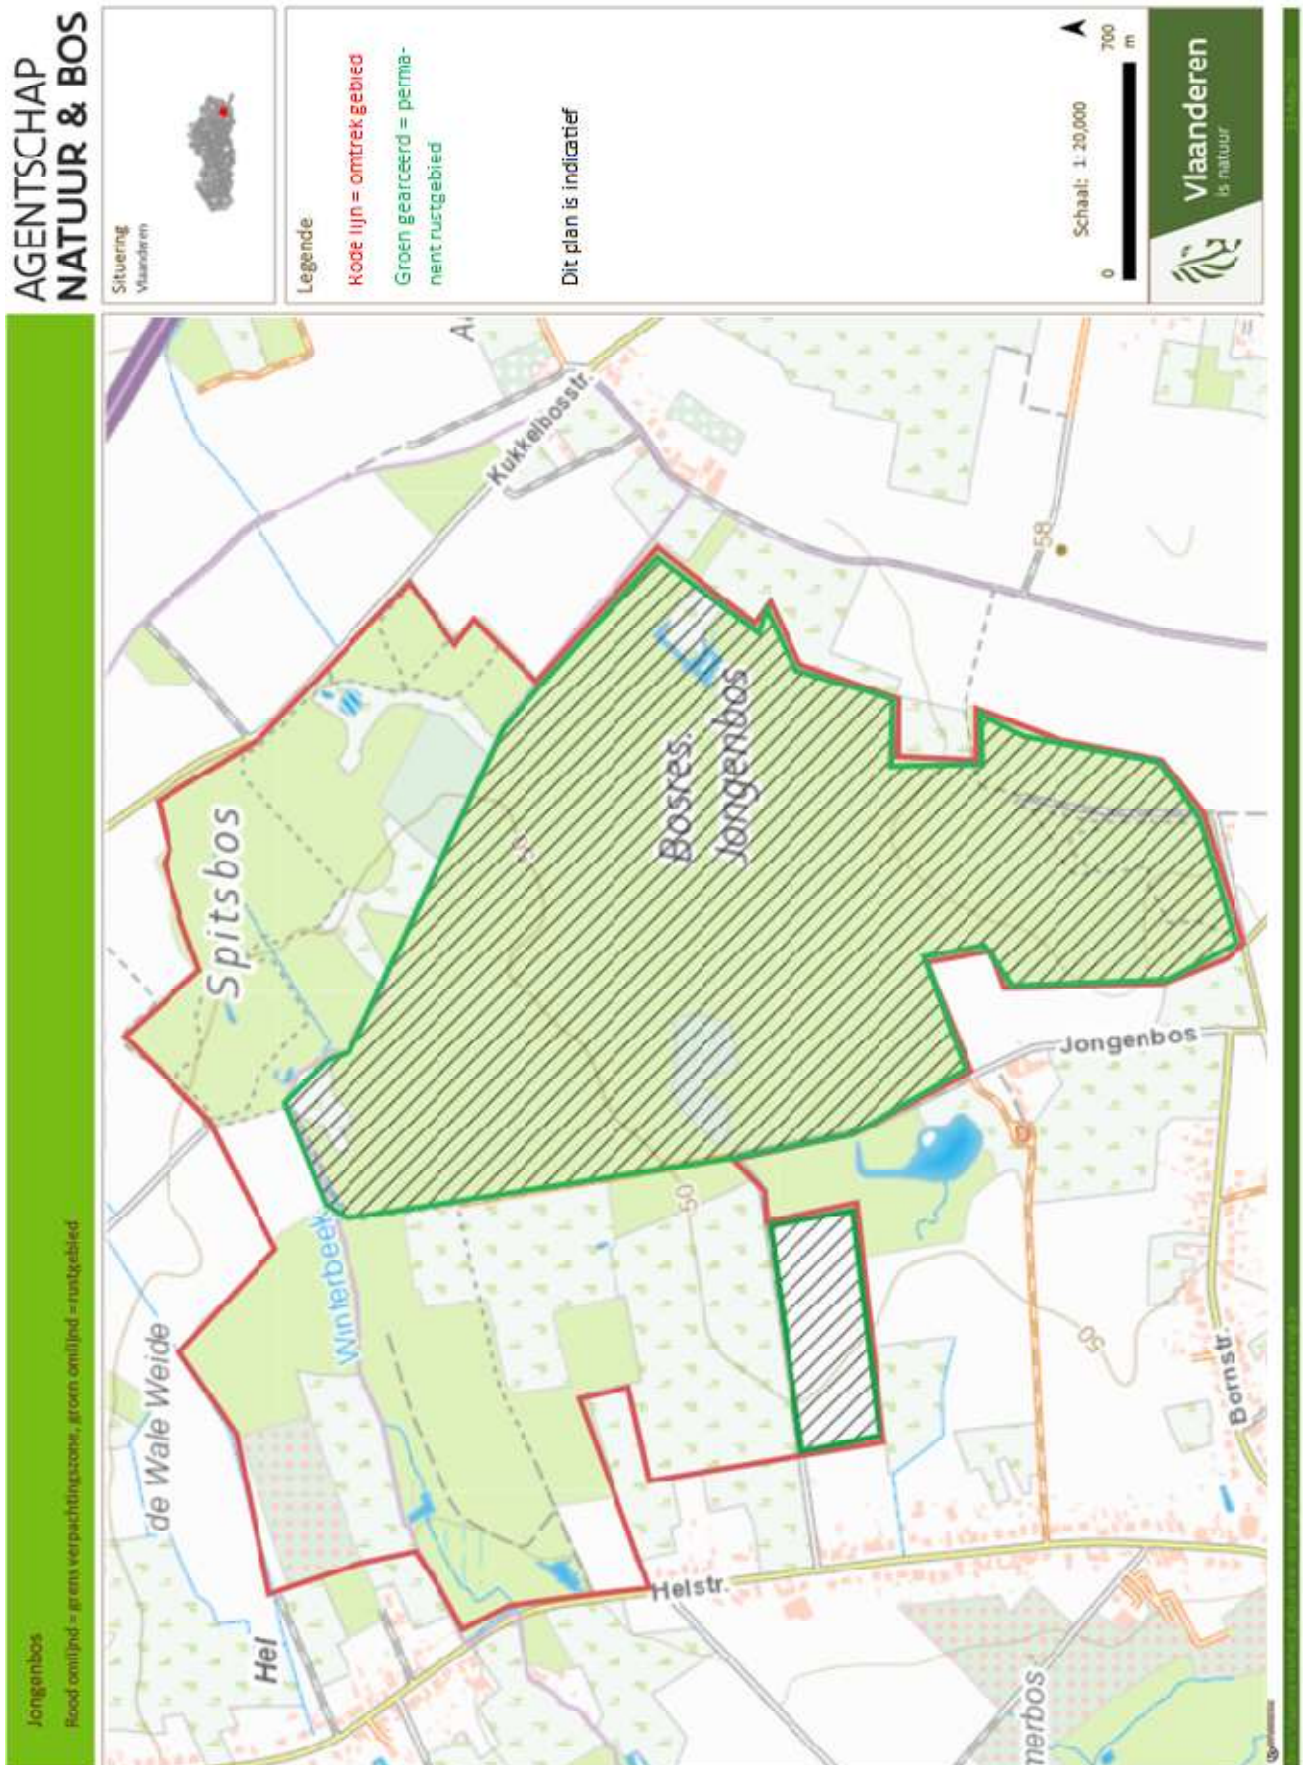 Jongenbos
Rood omlijnd = grens verpachtingszone, groen omlijnd = rustgebied
AGENTSCHAP
NATUUR & BOS
Situering
Vlaanderen
Legende
Rode lijn = omtrek gebied
Groen gearceerd = perma-
nent rustgebied
Dit plan is indicatief
Schaal: 1: 20,000
0
700
m
Vlaanderen
is natuur
de Wale Weide
Hel
Spitsbos
Winterbeek
Kukkelbosstr.
Bosres.
Jongenbos
50
58
50
Jongenbos
Helstr.
Bornstr.
merbos